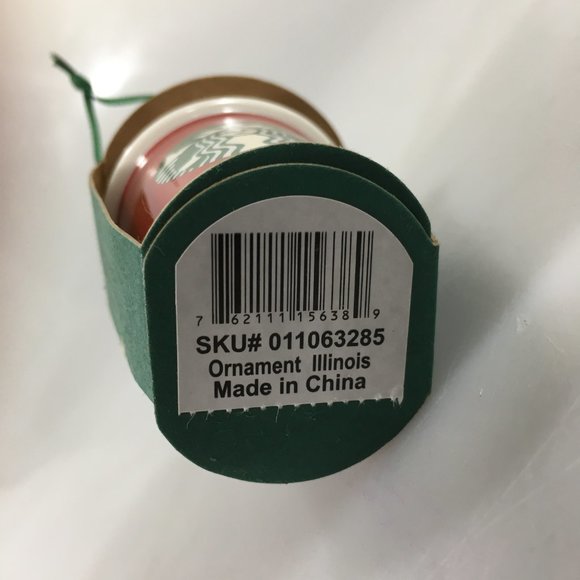 7 62111 15638 9
SKU# 011063285
Ornament Illinois
Made in China